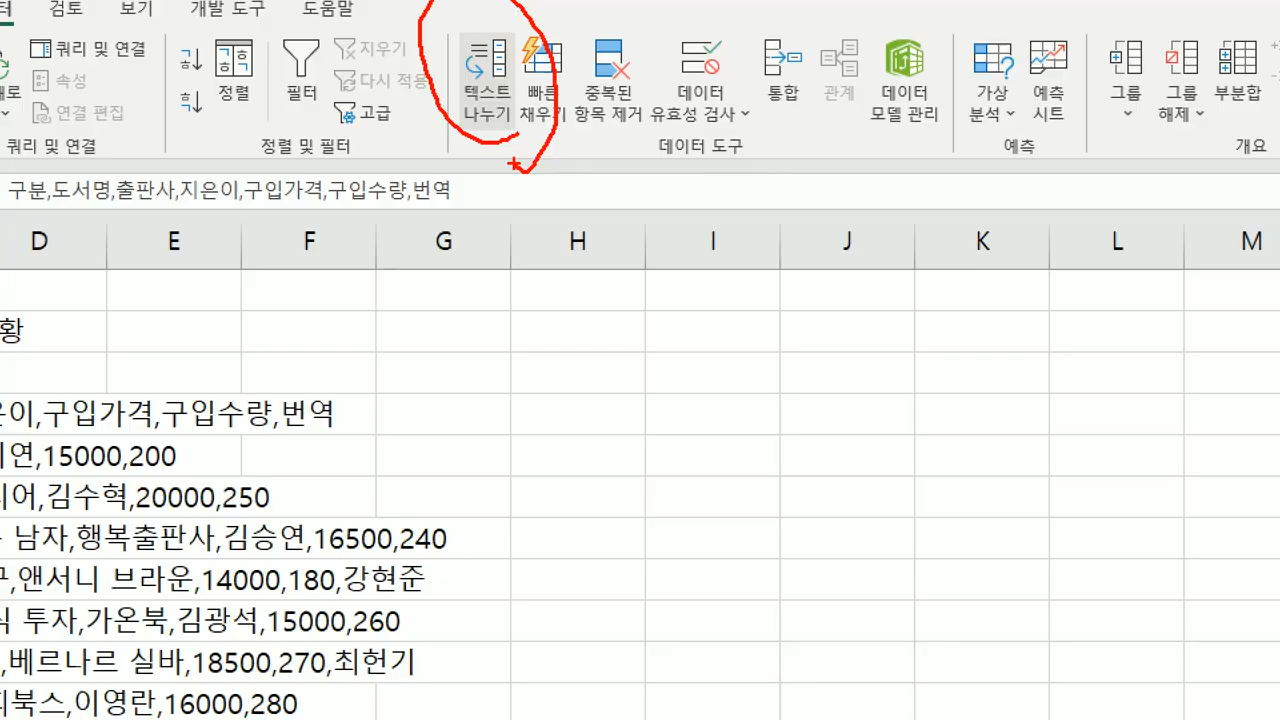 터 검토 보기 개발 도구 도움말
쿼리 및 연결
속성
연결 편집
정렬
필터
지우기
다시 적용
고급
텍스트
나누기
빠른
채우기
중복된
항목 제거
데이터
유효성 검사
통합
관계
데이터
모델 관리
가상
분석
예측
시트
그룹
그룹
해제
부분합
쿼리 및 연결 정렬 및 필터 데이터 도구 예측 개요
구분,도서명,출판사,지은이,구입가격,구입수량,번역
D E F G H I J K L M
황
은이,구입가격,구입수량,번역
연,15000,200
어,김수혁,20000,250
남자,행복출판사,김승연,16500,240
,앤서니 브라운,14000,180,강현준
식 투자,가온북,김광석,15000,260
,베르나르 실바,18500,270,최헌기
피북스,이영란,16000,280